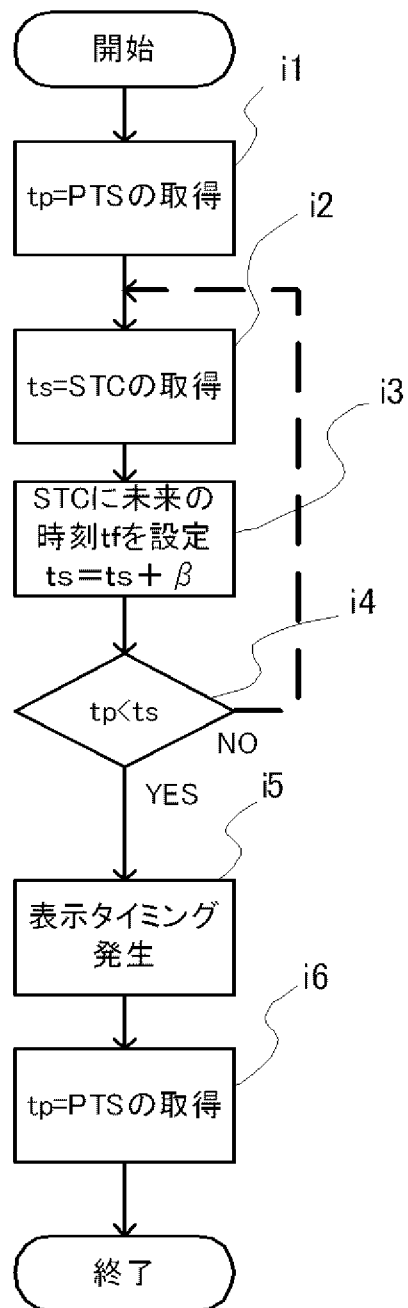 開始
i1
tp=PTSの取得
i2
ts=STCの取得
i3
STCに未来の
時刻tfを設定
ts=ts+β
i4
tp<ts
NO
YES
i5
表示タイミング
発生
i6
tp=PTSの取得
終了